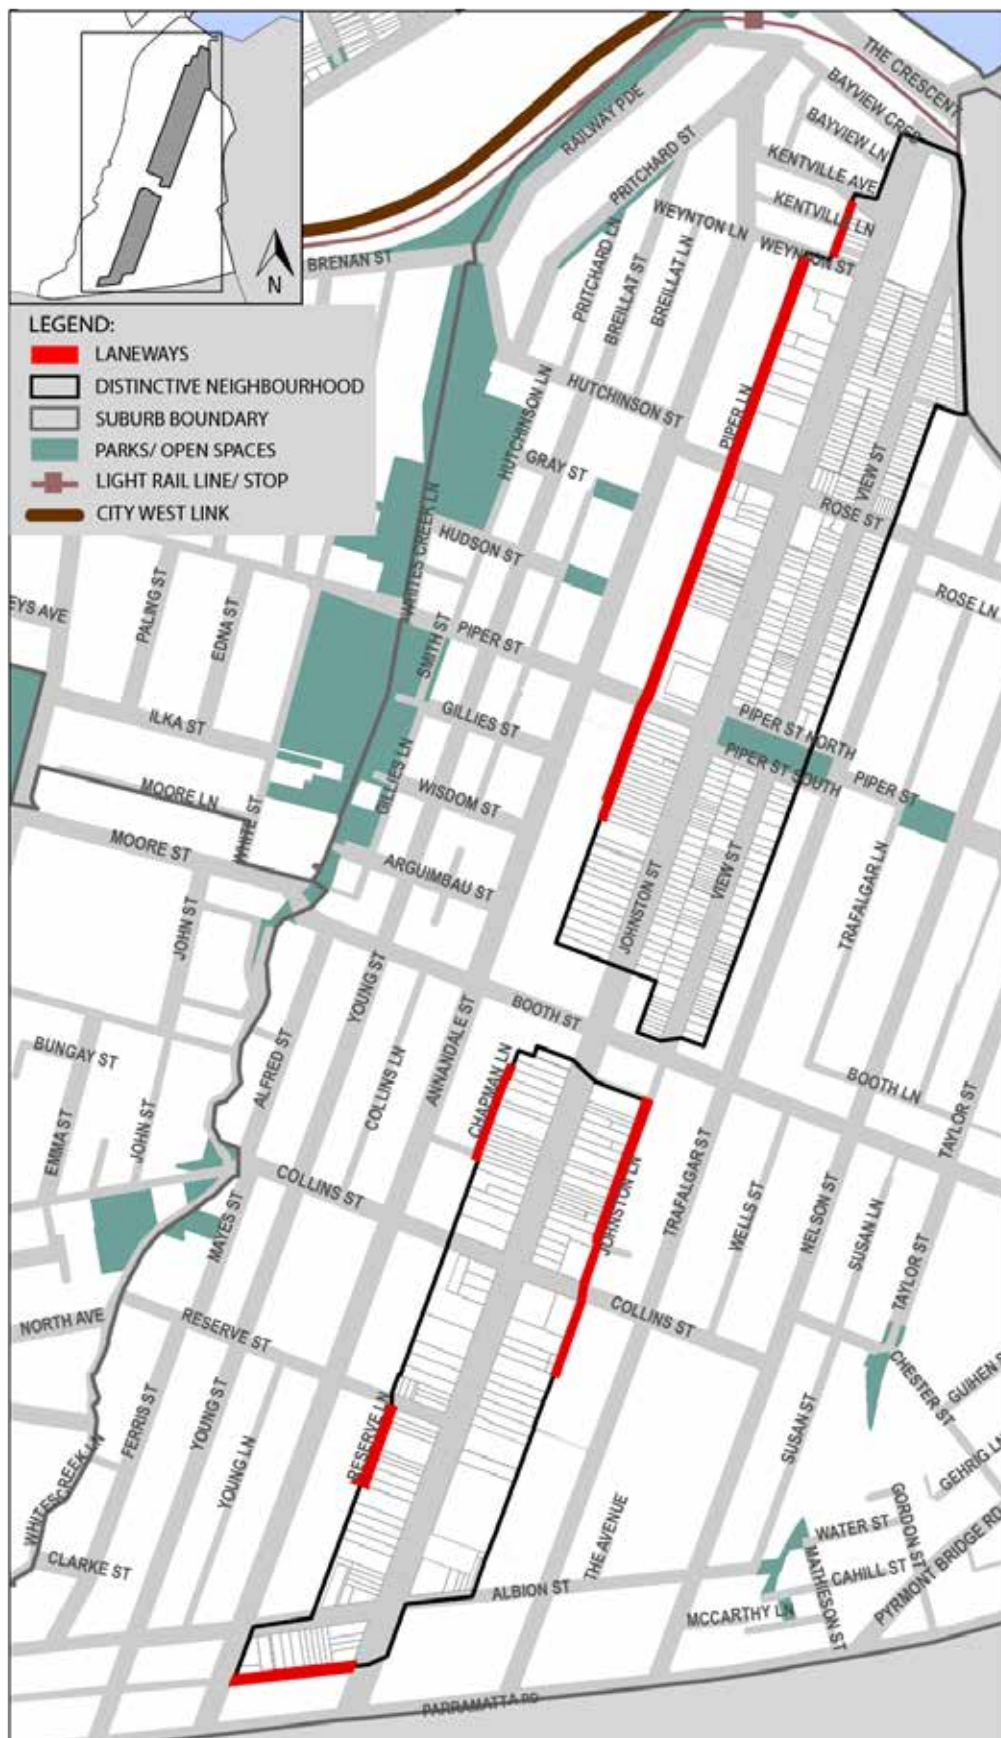 THE CRESCENT
BAYVIEW CRES
BAYVIEW LN
RAILWAY PDE
PRITCHARD ST
KENTVILLE AVE
KENTVILLE LN
WEYNTON LN
WEYNTON ST
N
BRENAN ST
PRITCHARD LN
BREILLAT ST
BREILLAT LN
LEGEND:
LANEWAYS
DISTINCTIVE NEIGHBOURHOOD
SUBURB BOUNDARY
PARKS/ OPEN SPACES
LIGHT RAIL LINE/ STOP
CITY WEST LINK
HUTCHINSON ST
HUTCHINSON LN
PIPER LN
GRAY ST
VIEW ST
ROSE ST
WHITES CREEK LN
HUDSON ST
ROSE LN
EYS AVE
PALING ST
EDNA ST
SMITH ST
PIPER ST
ILKA ST
GILLIES ST
PIPER ST NORTH
PIPER ST SOUTH
PIPER ST
MOORE LN
GILLIES LN
WISDOM ST
MOORE ST
WHITE ST
ARGUIMBAU ST
JOHNSTON ST
VIEW ST
TRAFALGAR LN
JOHN ST
YOUNG ST
BOOTH ST
BUNGAY ST
ALFRED ST
COLLINS LN
ANNANDALE ST
CHAPMAN LN
BOOTH LN
TAYLOR ST
EMMA ST
JOHN ST
COLLINS ST
MAYES ST
JOHNSTON LN
TRAFALGAR ST
WELLS ST
NELSON ST
SUSAN LN
TAYLOR ST
NORTH AVE
RESERVE ST
COLLINS ST
CHESTER ST
GUIHEN S
FERRIS ST
YOUNG ST
YOUNG LN
RESERVE LN
SUSAN ST
GEHRIG LN
WHITES CREEK LN
CLARKE ST
THE AVENUE
WATER ST
GORDON ST
ALBION ST
MATHIESON ST
CAHILL ST
PYRMONT BRIDGE RD
MCCARTHY LN
PARRAMATTA RD